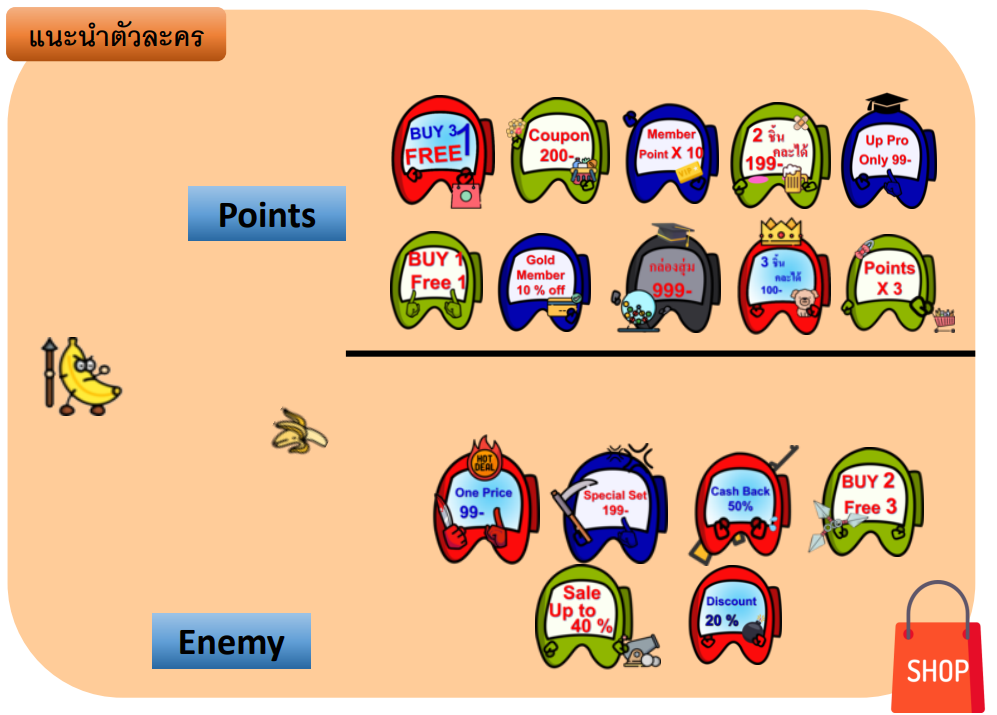 แนะนำตัวละคร
BUY 3
1
FREE
Coupon
200-
Member
Point X 10
VIP
2 ชิ้น
คละได้
199-
Up Pro
Only 99-
Points
BUY 1
Free 1
Gold
Member
10 % off
กล่องสุ่ม
999-
3 ชิ้น
คละได้
100-
Points
X 3
HOT
DEAL
One Price
99-
Special Set
199-
Cash Back
50%
BUY 2
Free 3
Sale
Up to
40 %
Discount
20 %
Enemy
SHOP